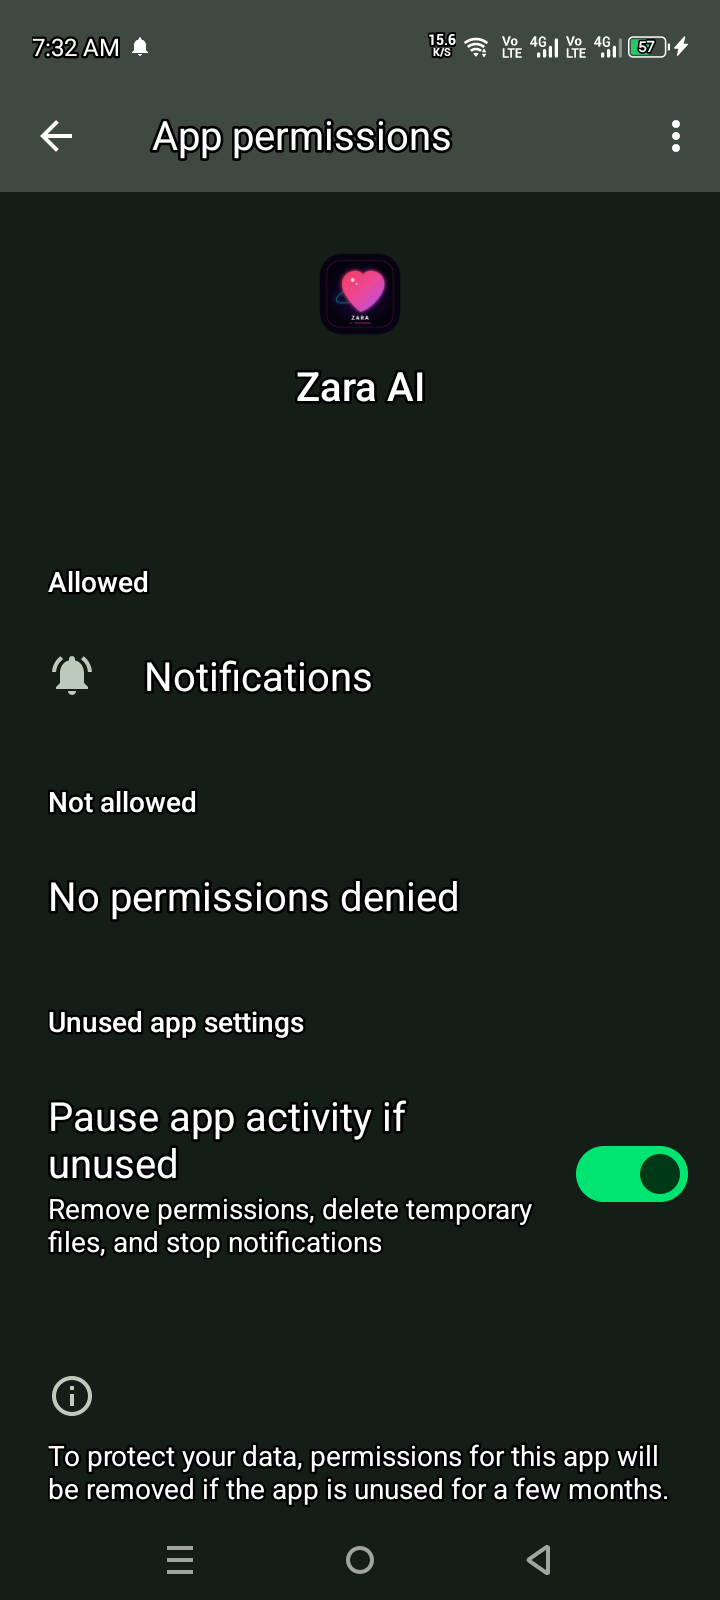 7:32 AM
15.6 K/S
Vo LTE 4G Vo LTE 4G 57
App permissions
ZARA
Zara AI
Allowed
Notifications
Not allowed
No permissions denied
Unused app settings
Pause app activity if
unused
Remove permissions, delete temporary
files, and stop notifications
To protect your data, permissions for this app will
be removed if the app is unused for a few months.